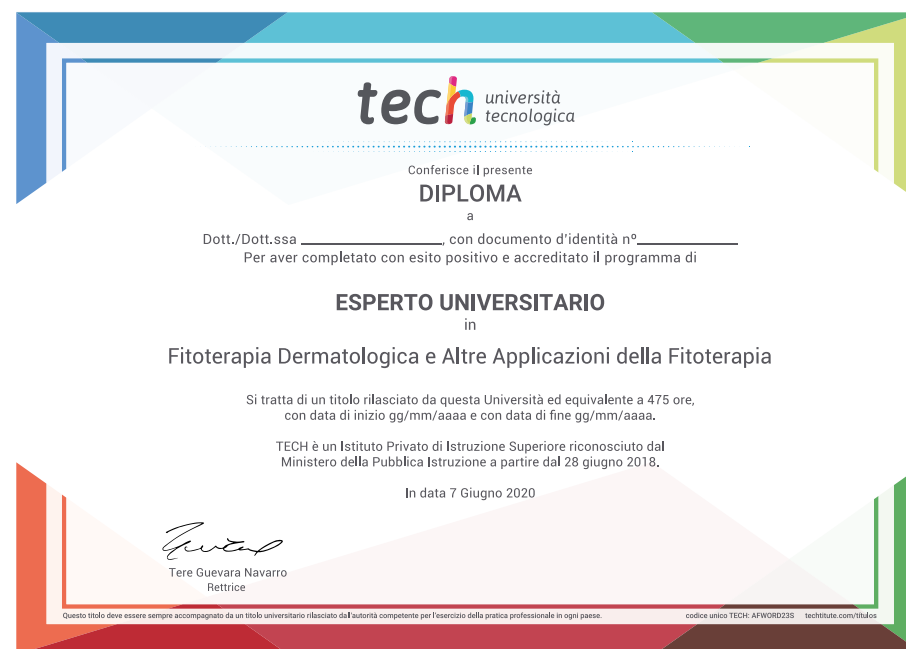 tech università
tecnologica
Conferisce il presente
DIPLOMA
a
Dott./Dott.ssa ________________, con documento d'identità nº____________
Per aver completato con esito positivo e accreditato il programma di
ESPERTO UNIVERSITARIO
in
Fitoterapia Dermatologica e Altre Applicazioni della Fitoterapia
Si tratta di un titolo rilasciato da questa Università ed equivalente a 475 ore,
con data di inizio gg/mm/aaaa e con data di fine gg/mm/aaaa.
TECH è un Istituto Privato di Istruzione Superiore riconosciuto dal
Ministero della Pubblica Istruzione a partire dal 28 giugno 2018.
In data 7 Giugno 2020
Tere Guevara Navarro
Rettrice
Questo titolo deve essere sempre accompagnato da un titolo universitario rilasciato dall'autorità competente per l'esercizio della pratica professionale in ogni paese. codice unico TECH: AFWORD23S techtitute.com/titulos